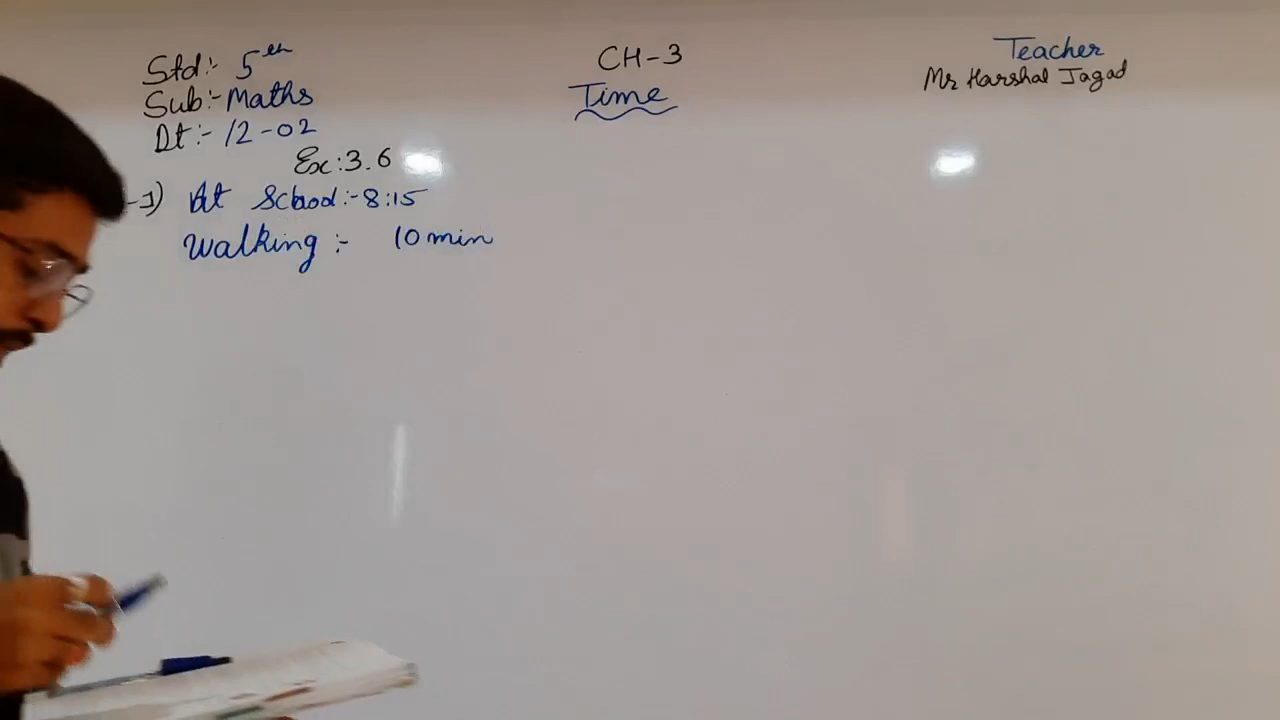 Std:- 5th
Sub:- Maths
Dt:- 12-02
CH-3
Time
Teacher
Mr Harshal Jagad
Ex:3.6
-1) At School:- 8:15
Walking :- 10 min